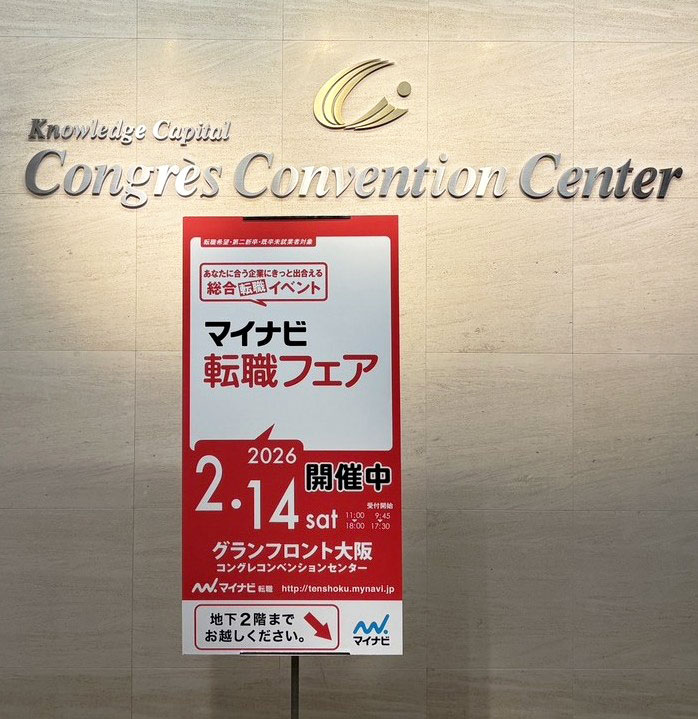 Knowledge Capital
Congrès Convention Center
転職希望・第二新卒・既卒未就業者対象
あなたに合う企業にきっと出会える
総合転職イベント
マイナビ
転職フェア
2026
2.14 sat
開催中
受付開始
11:00 9:45
18:00 17:30
グランフロント大阪
コングレコンベンションセンター
マイナビ転職 http://tenshoku.mynavi.jp
地下2階まで
お越しください。
マイナビ